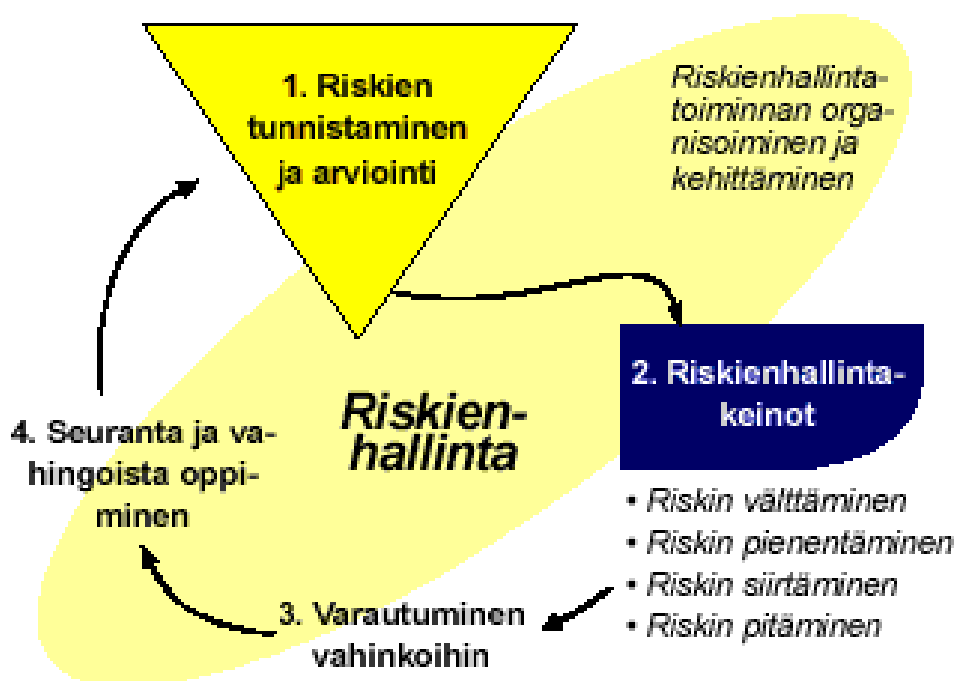 1. Riskien
tunnistaminen
ja arviointi
Riskienhallinta-
toiminnan orga-
nisoiminen ja
kehittäminen
2. Riskienhallinta-
keinot
• Riskin välttäminen
• Riskin pienentäminen
• Riskin siirtäminen
• Riskin pitäminen
3. Varautuminen
vahinkoihin
4. Seuranta ja va-
hingoista oppi-
minen
Riskien-
hallinta